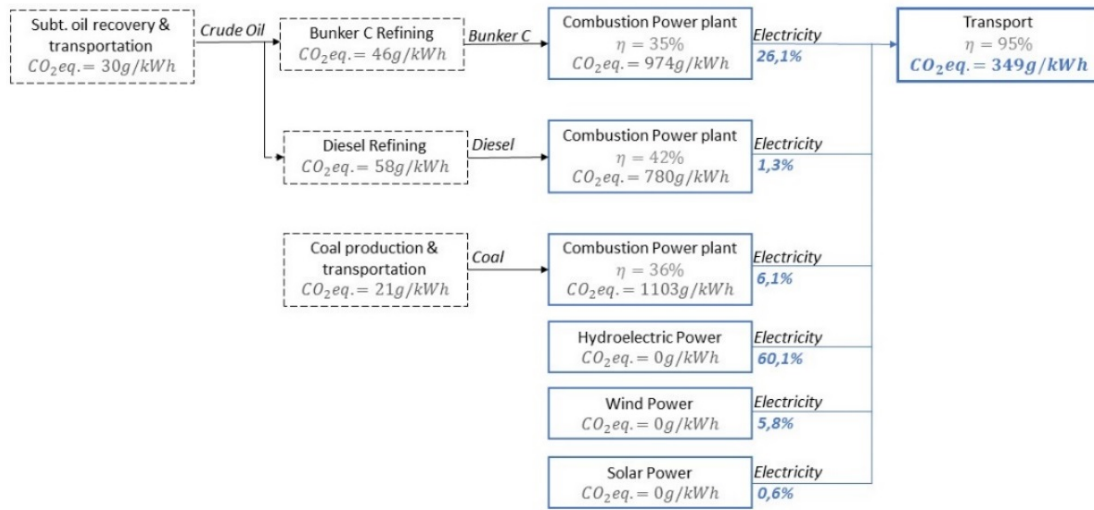 Subt. oil recovery &
transportation
CO₂eq. = 30g/kWh
Crude Oil
Bunker C Refining
CO₂eq. = 46g/kWh
Bunker C
Combustion Power plant
η = 35%
CO₂eq. = 974g/kWh
Electricity
26,1%
Transport
η = 95%
CO₂eq. = 349g/kWh
Diesel Refining
CO₂eq. = 58g/kWh
Diesel
Combustion Power plant
η = 42%
CO₂eq. = 780g/kWh
Electricity
1,3%
Coal production &
transportation
CO₂eq. = 21g/kWh
Coal
Combustion Power plant
η = 36%
CO₂eq. = 1103g/kWh
Electricity
6,1%
Hydroelectric Power
CO₂eq. = 0g/kWh
Electricity
60,1%
Wind Power
CO₂eq. = 0g/kWh
Electricity
5,8%
Solar Power
CO₂eq. = 0g/kWh
Electricity
0,6%